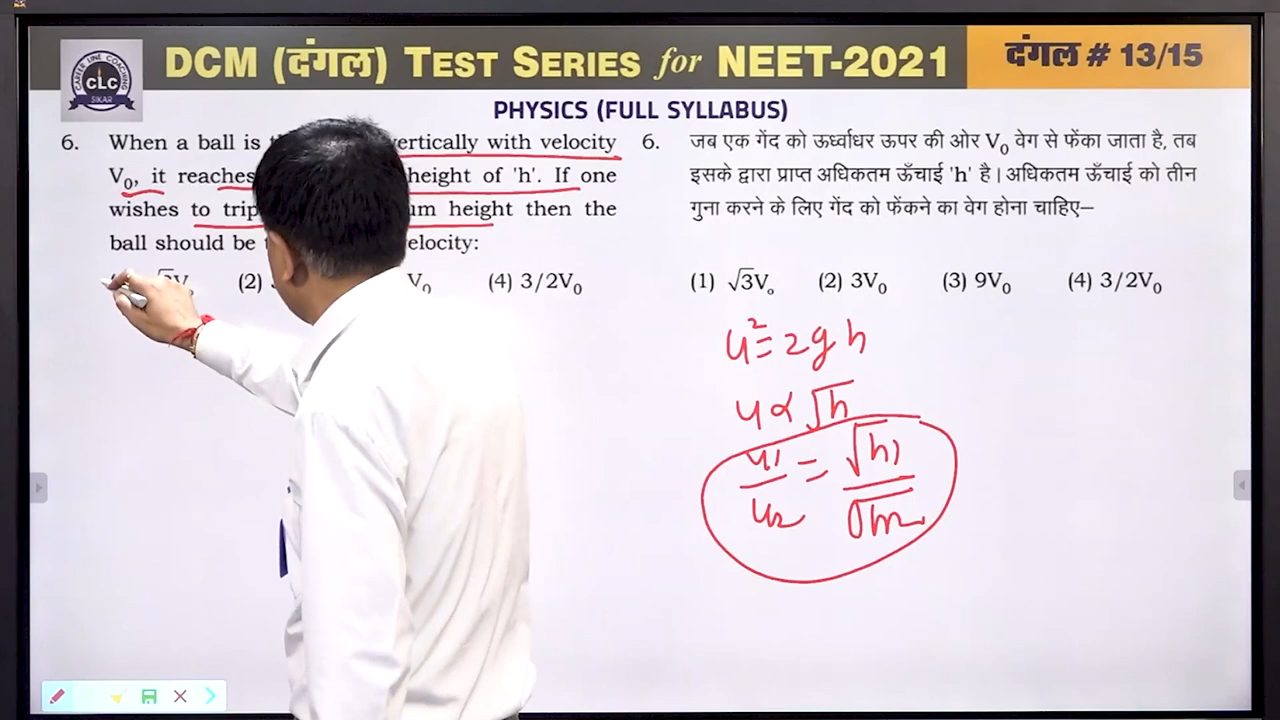 CAREER LINE COACHING
CLC
SIKAR
DCM (दंगल) TEST SERIES for NEET-2021
दंगल # 13/15
PHYSICS (FULL SYLLABUS)
6. When a ball is vertically with velocity
V₀, it reaches height of 'h'. If one
wishes to height then the
ball should be
(2) V₀ (4) 3/2V₀
6. जब एक गेंद को ऊर्ध्वाधर ऊपर की ओर V₀ वेग से फेंका जाता है, तब
इसके द्वारा प्राप्त अधिकतम ऊँचाई 'h' है। अधिकतम ऊँचाई को तीन
गुना करने के लिए गेंद को फेंकने का वेग होना चाहिए–
(1) √3V₀ (2) 3V₀ (3) 9V₀ (4) 3/2V₀
u² = 2gh
u ∝ √h
u₁/u₂ = √h₁/√h₂